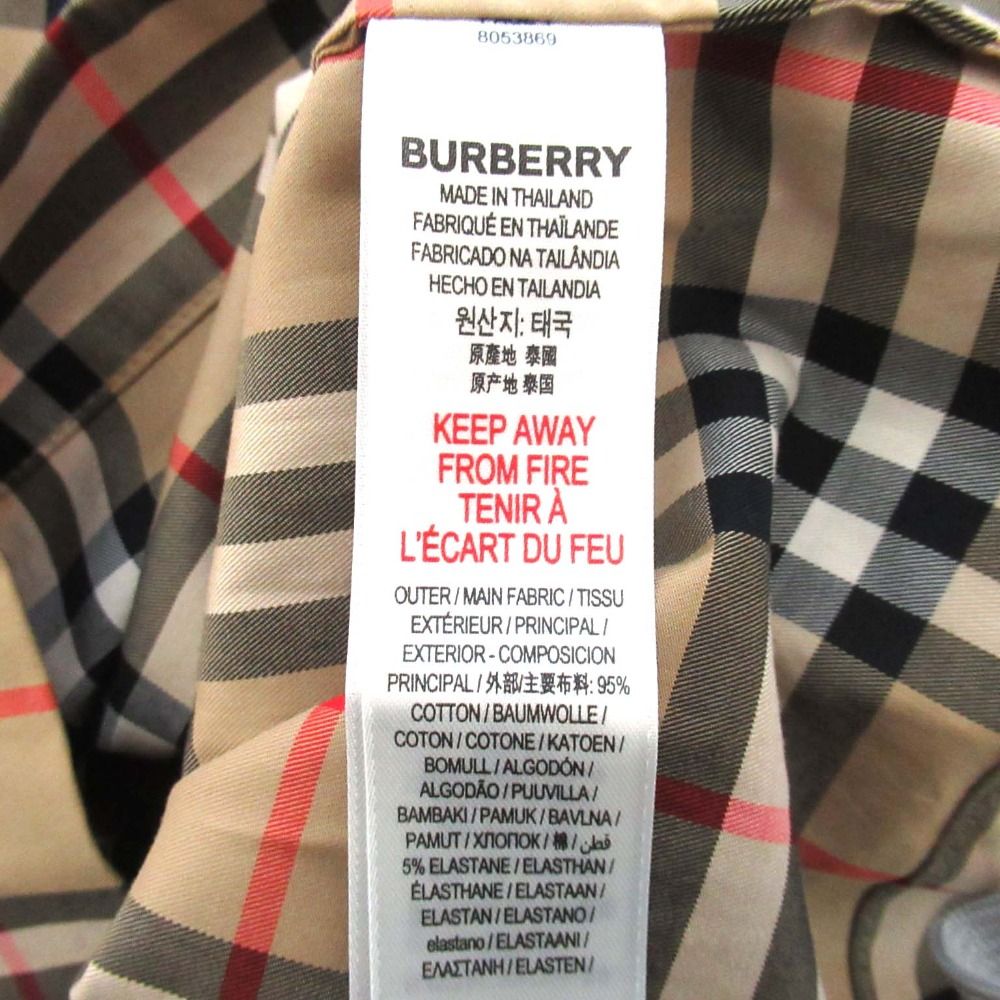 8053869
BURBERRY
MADE IN THAILAND
FABRIQUÉ EN THAÏLANDE
FABRICADO NA TAILÂNDIA
HECHO EN TAILANDIA
원산지: 태국
原產地 泰國
原产地 泰国
KEEP AWAY
FROM FIRE
TENIR À
L'ÉCART DU FEU
OUTER / MAIN FABRIC / TISSU
EXTÉRIEUR / PRINCIPAL /
EXTERIOR - COMPOSICION
PRINCIPAL / 外部/主要布料: 95%
COTTON / BAUMWOLLE /
COTON / COTONE / KATOEN /
BOMULL / ALGODÓN /
ALGODÃO / PUUVILLA /
BAMBAKI / PAMUK / BAVLNA /
PAMUT / ХЛОПОК / 棉 / قطن /
5% ELASTANE / ELASTHAN /
ÉLASTHANE / ELASTAAN /
ELASTAN / ELASTANO /
elastano / ELASTAANI /
ΕΛΑΣΤΑΝΗ / ELASTEN /